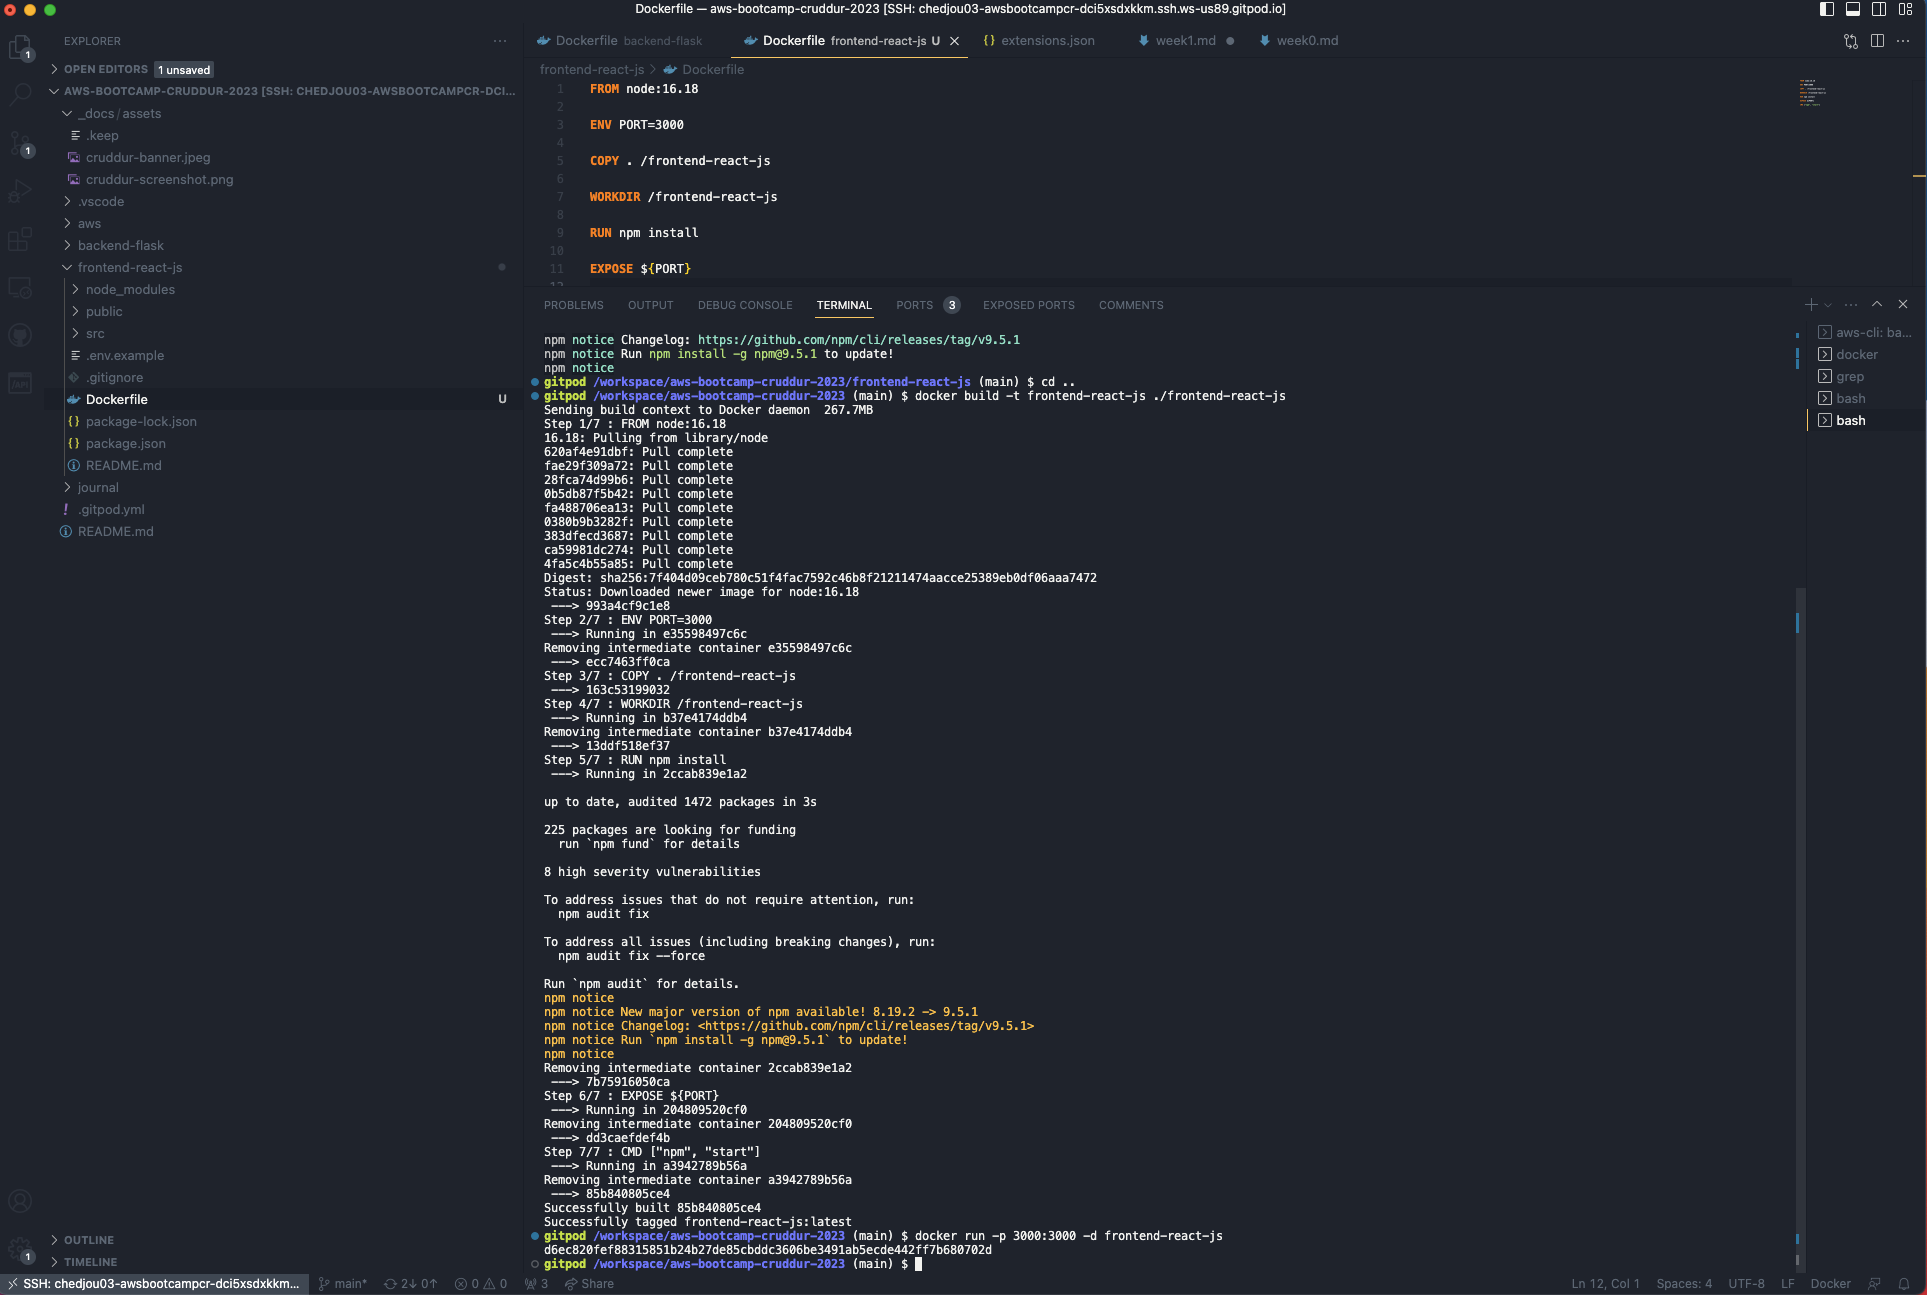 Dockerfile — aws-bootcamp-cruddur-2023 [SSH: chedjou03-awsbootcampcr-dci5xsdxkkm.ssh.ws-us89.gitpod.io]
EXPLORER
OPEN EDITORS 1 unsaved
AWS-BOOTCAMP-CRUDDUR-2023 [SSH: CHEDJOU03-AWSBOOTCAMPCR-DCI...
_docs / assets
.keep
cruddur-banner.jpeg
cruddur-screenshot.png
.vscode
aws
backend-flask
frontend-react-js
node_modules
public
src
.env.example
.gitignore
Dockerfile U
package-lock.json
package.json
README.md
journal
.gitpod.yml
README.md
OUTLINE
TIMELINE
1
1
1
Dockerfile backend-flask
Dockerfile frontend-react-js U
extensions.json
week1.md
week0.md
frontend-react-js > Dockerfile
1 FROM node:16.18
2
3 ENV PORT=3000
4
5 COPY . /frontend-react-js
6
7 WORKDIR /frontend-react-js
8
9 RUN npm install
10
11 EXPOSE ${PORT}
12
PROBLEMS OUTPUT DEBUG CONSOLE TERMINAL PORTS 3 EXPOSED PORTS COMMENTS
npm notice Changelog: https://github.com/npm/cli/releases/tag/v9.5.1
npm notice Run npm install -g npm@9.5.1 to update!
npm notice
gitpod /workspace/aws-bootcamp-cruddur-2023/frontend-react-js (main) $ cd ..
gitpod /workspace/aws-bootcamp-cruddur-2023 (main) $ docker build -t frontend-react-js ./frontend-react-js
Sending build context to Docker daemon  267.7MB
Step 1/7 : FROM node:16.18
16.18: Pulling from library/node
620af4e91dbf: Pull complete
fae29f309a72: Pull complete
28fca74d99b6: Pull complete
0b5db87f5b42: Pull complete
fa488706ea13: Pull complete
0380b9b3282f: Pull complete
383dfecd3687: Pull complete
ca59981dc274: Pull complete
4fa5c4b55a85: Pull complete
Digest: sha256:7f404d09ceb780c51f4fac7592c46b8f21211474aacce25389eb0df06aaa7472
Status: Downloaded newer image for node:16.18
---> 993a4cf9c1e8
Step 2/7 : ENV PORT=3000
---> Running in e35598497c6c
Removing intermediate container e35598497c6c
---> ecc7463ff0ca
Step 3/7 : COPY . /frontend-react-js
---> 163c53199032
Step 4/7 : WORKDIR /frontend-react-js
---> Running in b37e4174ddb4
Removing intermediate container b37e4174ddb4
---> 13ddf518ef37
Step 5/7 : RUN npm install
---> Running in 2ccab839e1a2
up to date, audited 1472 packages in 3s
225 packages are looking for funding
run `npm fund` for details
8 high severity vulnerabilities
To address issues that do not require attention, run:
npm audit fix
To address all issues (including breaking changes), run:
npm audit fix --force
Run `npm audit` for details.
npm notice
npm notice New major version of npm available! 8.19.2 -> 9.5.1
npm notice Changelog: <https://github.com/npm/cli/releases/tag/v9.5.1>
npm notice Run `npm install -g npm@9.5.1` to update!
npm notice
Removing intermediate container 2ccab839e1a2
---> 7b75916050ca
Step 6/7 : EXPOSE ${PORT}
---> Running in 204809520cf0
Removing intermediate container 204809520cf0
---> dd3caefdef4b
Step 7/7 : CMD ["npm", "start"]
---> Running in a3942789b56a
Removing intermediate container a3942789b56a
---> 85b840805ce4
Successfully built 85b840805ce4
Successfully tagged frontend-react-js:latest
gitpod /workspace/aws-bootcamp-cruddur-2023 (main) $ docker run -p 3000:3000 -d frontend-react-js
d6ec820fef88315851b24b27de85cbddc3606be3491ab5ecde442ff7b680702d
gitpod /workspace/aws-bootcamp-cruddur-2023 (main) $
aws-cli: ba...
docker
grep
bash
bash
SSH: chedjou03-awsbootcampcr-dci5xsdxkkm... main* 2↓ 0↑ 0 0 3 Share
Ln 12, Col 1 Spaces: 4 UTF-8 LF Docker